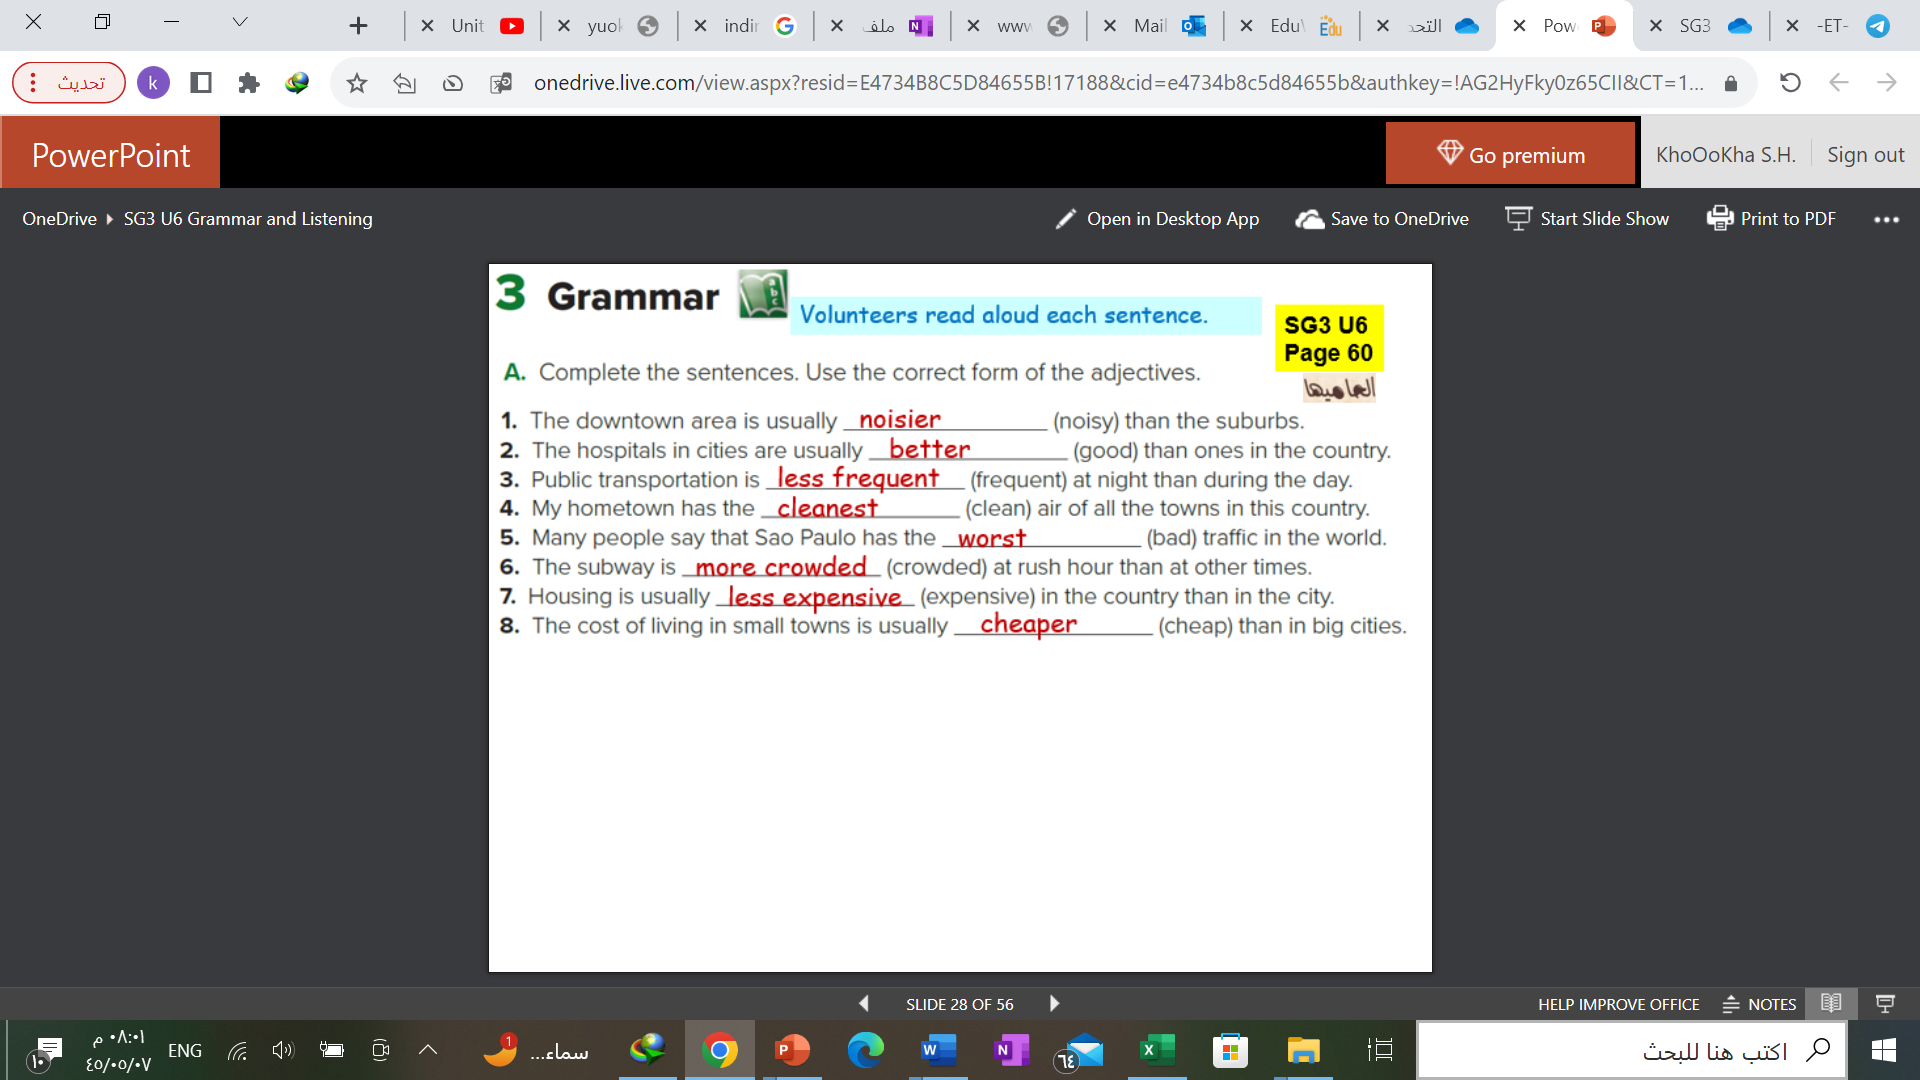 Unit
yuok
indir
ملف
www
Mail
EduW
التحد
Pow
SG3
-ET-
تحديث
k
onedrive.live.com/view.aspx?resid=E4734B8C5D84655B!17188&cid=e4734b8c5d84655b&authkey=!AG2HyFky0z65CII&CT=1...
PowerPoint
Go premium
KhoOoKha S.H.
Sign out
OneDrive ▸ SG3 U6 Grammar and Listening
Open in Desktop App
Save to OneDrive
Start Slide Show
Print to PDF
3 Grammar
Volunteers read aloud each sentence.
SG3 U6
Page 60
A. Complete the sentences. Use the correct form of the adjectives.
1. The downtown area is usually noisier (noisy) than the suburbs.
2. The hospitals in cities are usually better (good) than ones in the country.
3. Public transportation is less frequent (frequent) at night than during the day.
4. My hometown has the cleanest (clean) air of all the towns in this country.
5. Many people say that Sao Paulo has the worst (bad) traffic in the world.
6. The subway is more crowded (crowded) at rush hour than at other times.
7. Housing is usually less expensive (expensive) in the country than in the city.
8. The cost of living in small towns is usually cheaper (cheap) than in big cities.
SLIDE 28 OF 56
HELP IMPROVE OFFICE
NOTES
٠٨:٠١ م
٤٥/٠٥/٠٧
ENG
سماء...
اكتب هنا للبحث